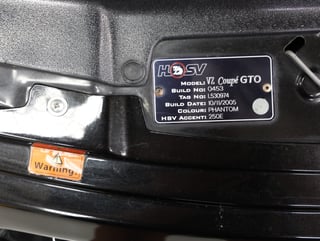 HSV
MODEL: VZ Coupé GTO
BUILD NO: 0453
TAG NO: L530974
BUILD DATE: 10/11/2005
COLOUR: PHANTOM
HSV ACCENT: 250E
Warning